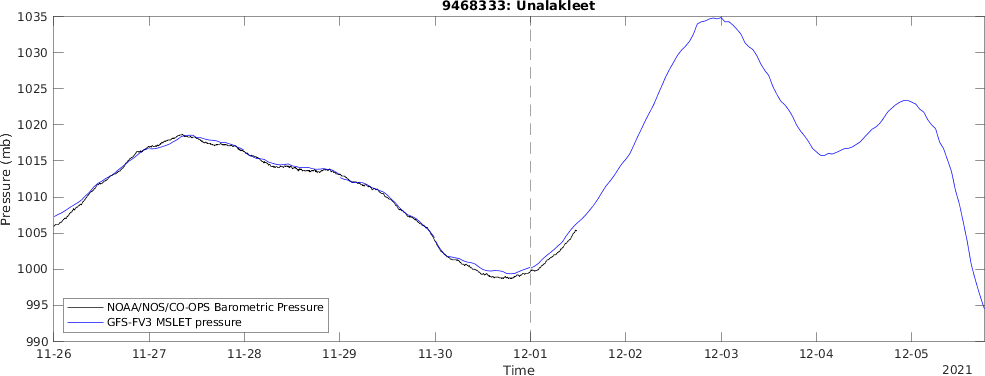 9468333: Unalakleet
Pressure (mb)
1035
1030
1025
1020
1015
1010
1005
1000
995
990
NOAA/NOS/CO-OPS Barometric Pressure
GFS-FV3 MSLET pressure
11-26 11-27 11-28 11-29 11-30 12-01 12-02 12-03 12-04 12-05
Time
2021